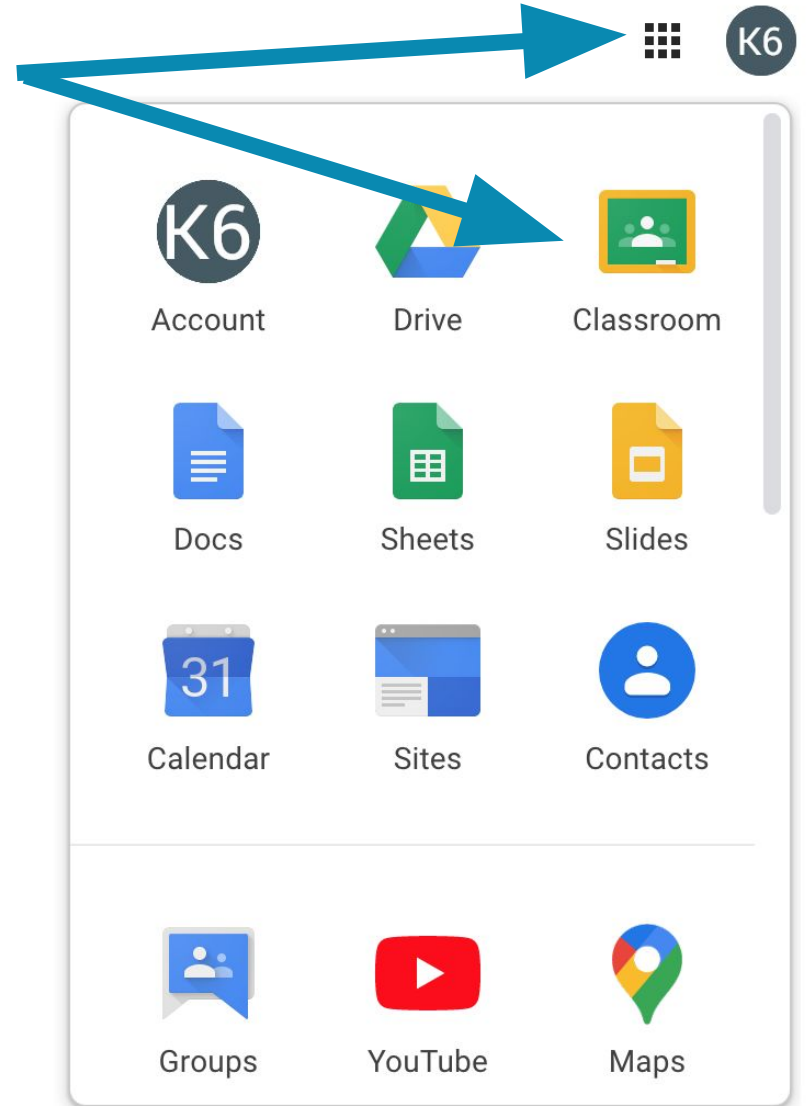 K6
K6
Account Drive Classroom
Docs Sheets Slides
31
Calendar Sites Contacts
Groups YouTube Maps